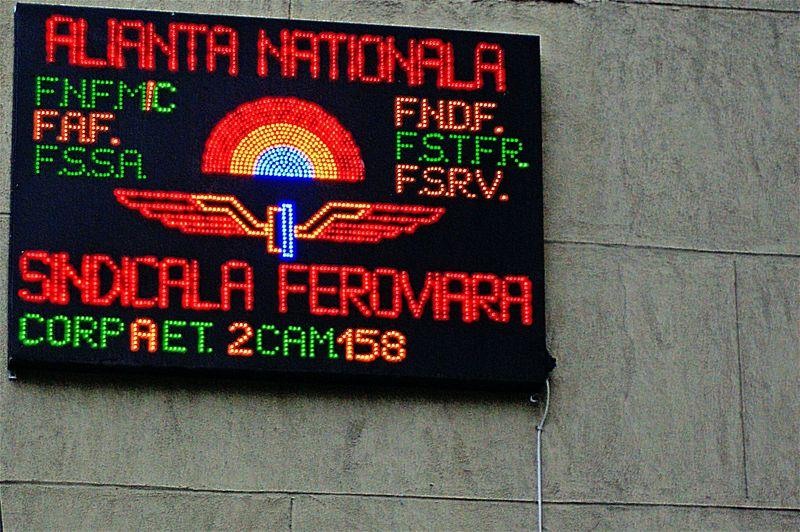 ALIANTA NATIONALA
F.N.F.M/C
F.A.F.
F.S.S.A.
F.N.D.F.
F.S.T.F.R.
F.S.R.V.
SINDICALA FEROVIARA
CORP A ET. 2 CAM. 158